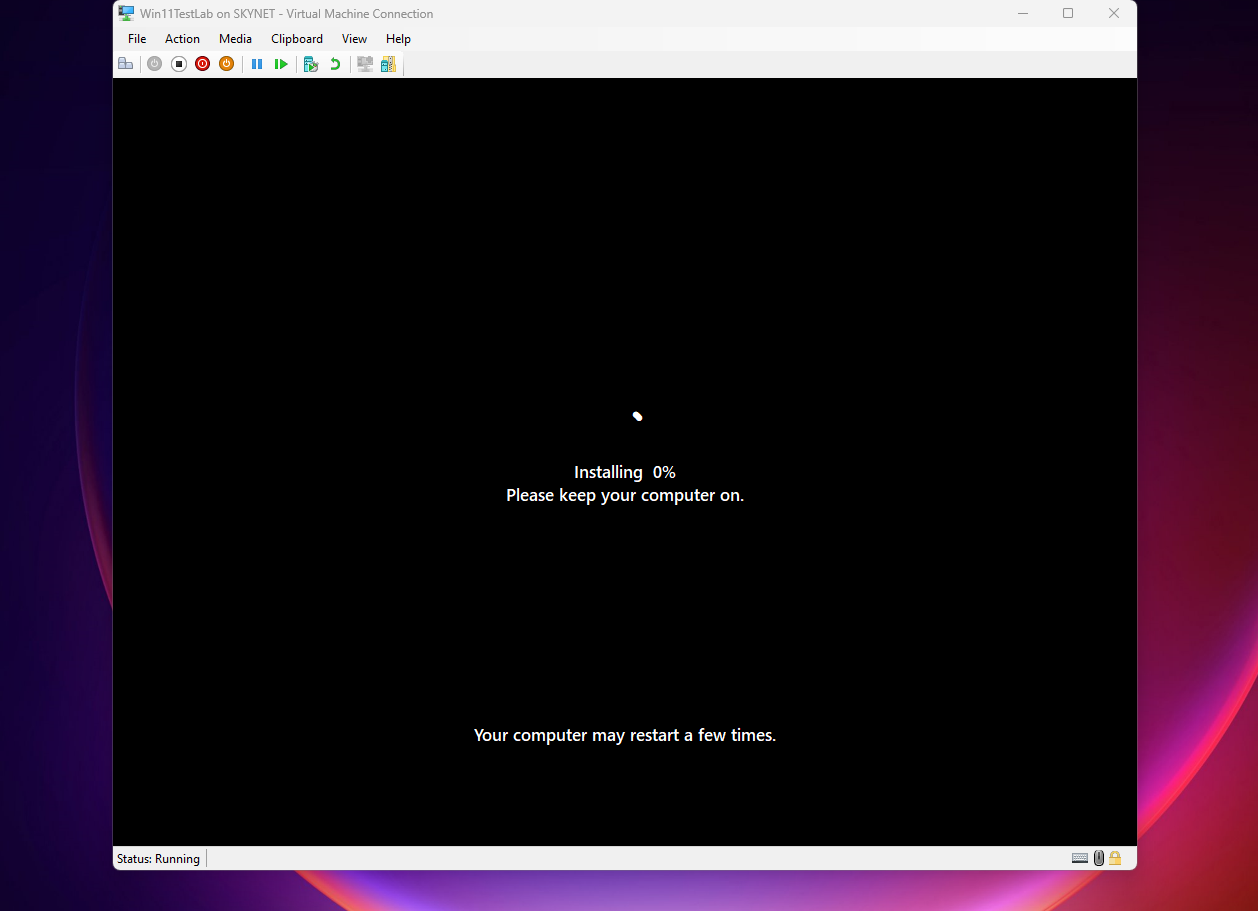 Win11TestLab on SKYNET - Virtual Machine Connection
File Action Media Clipboard View Help
Installing 0%
Please keep your computer on.
Your computer may restart a few times.
Status: Running